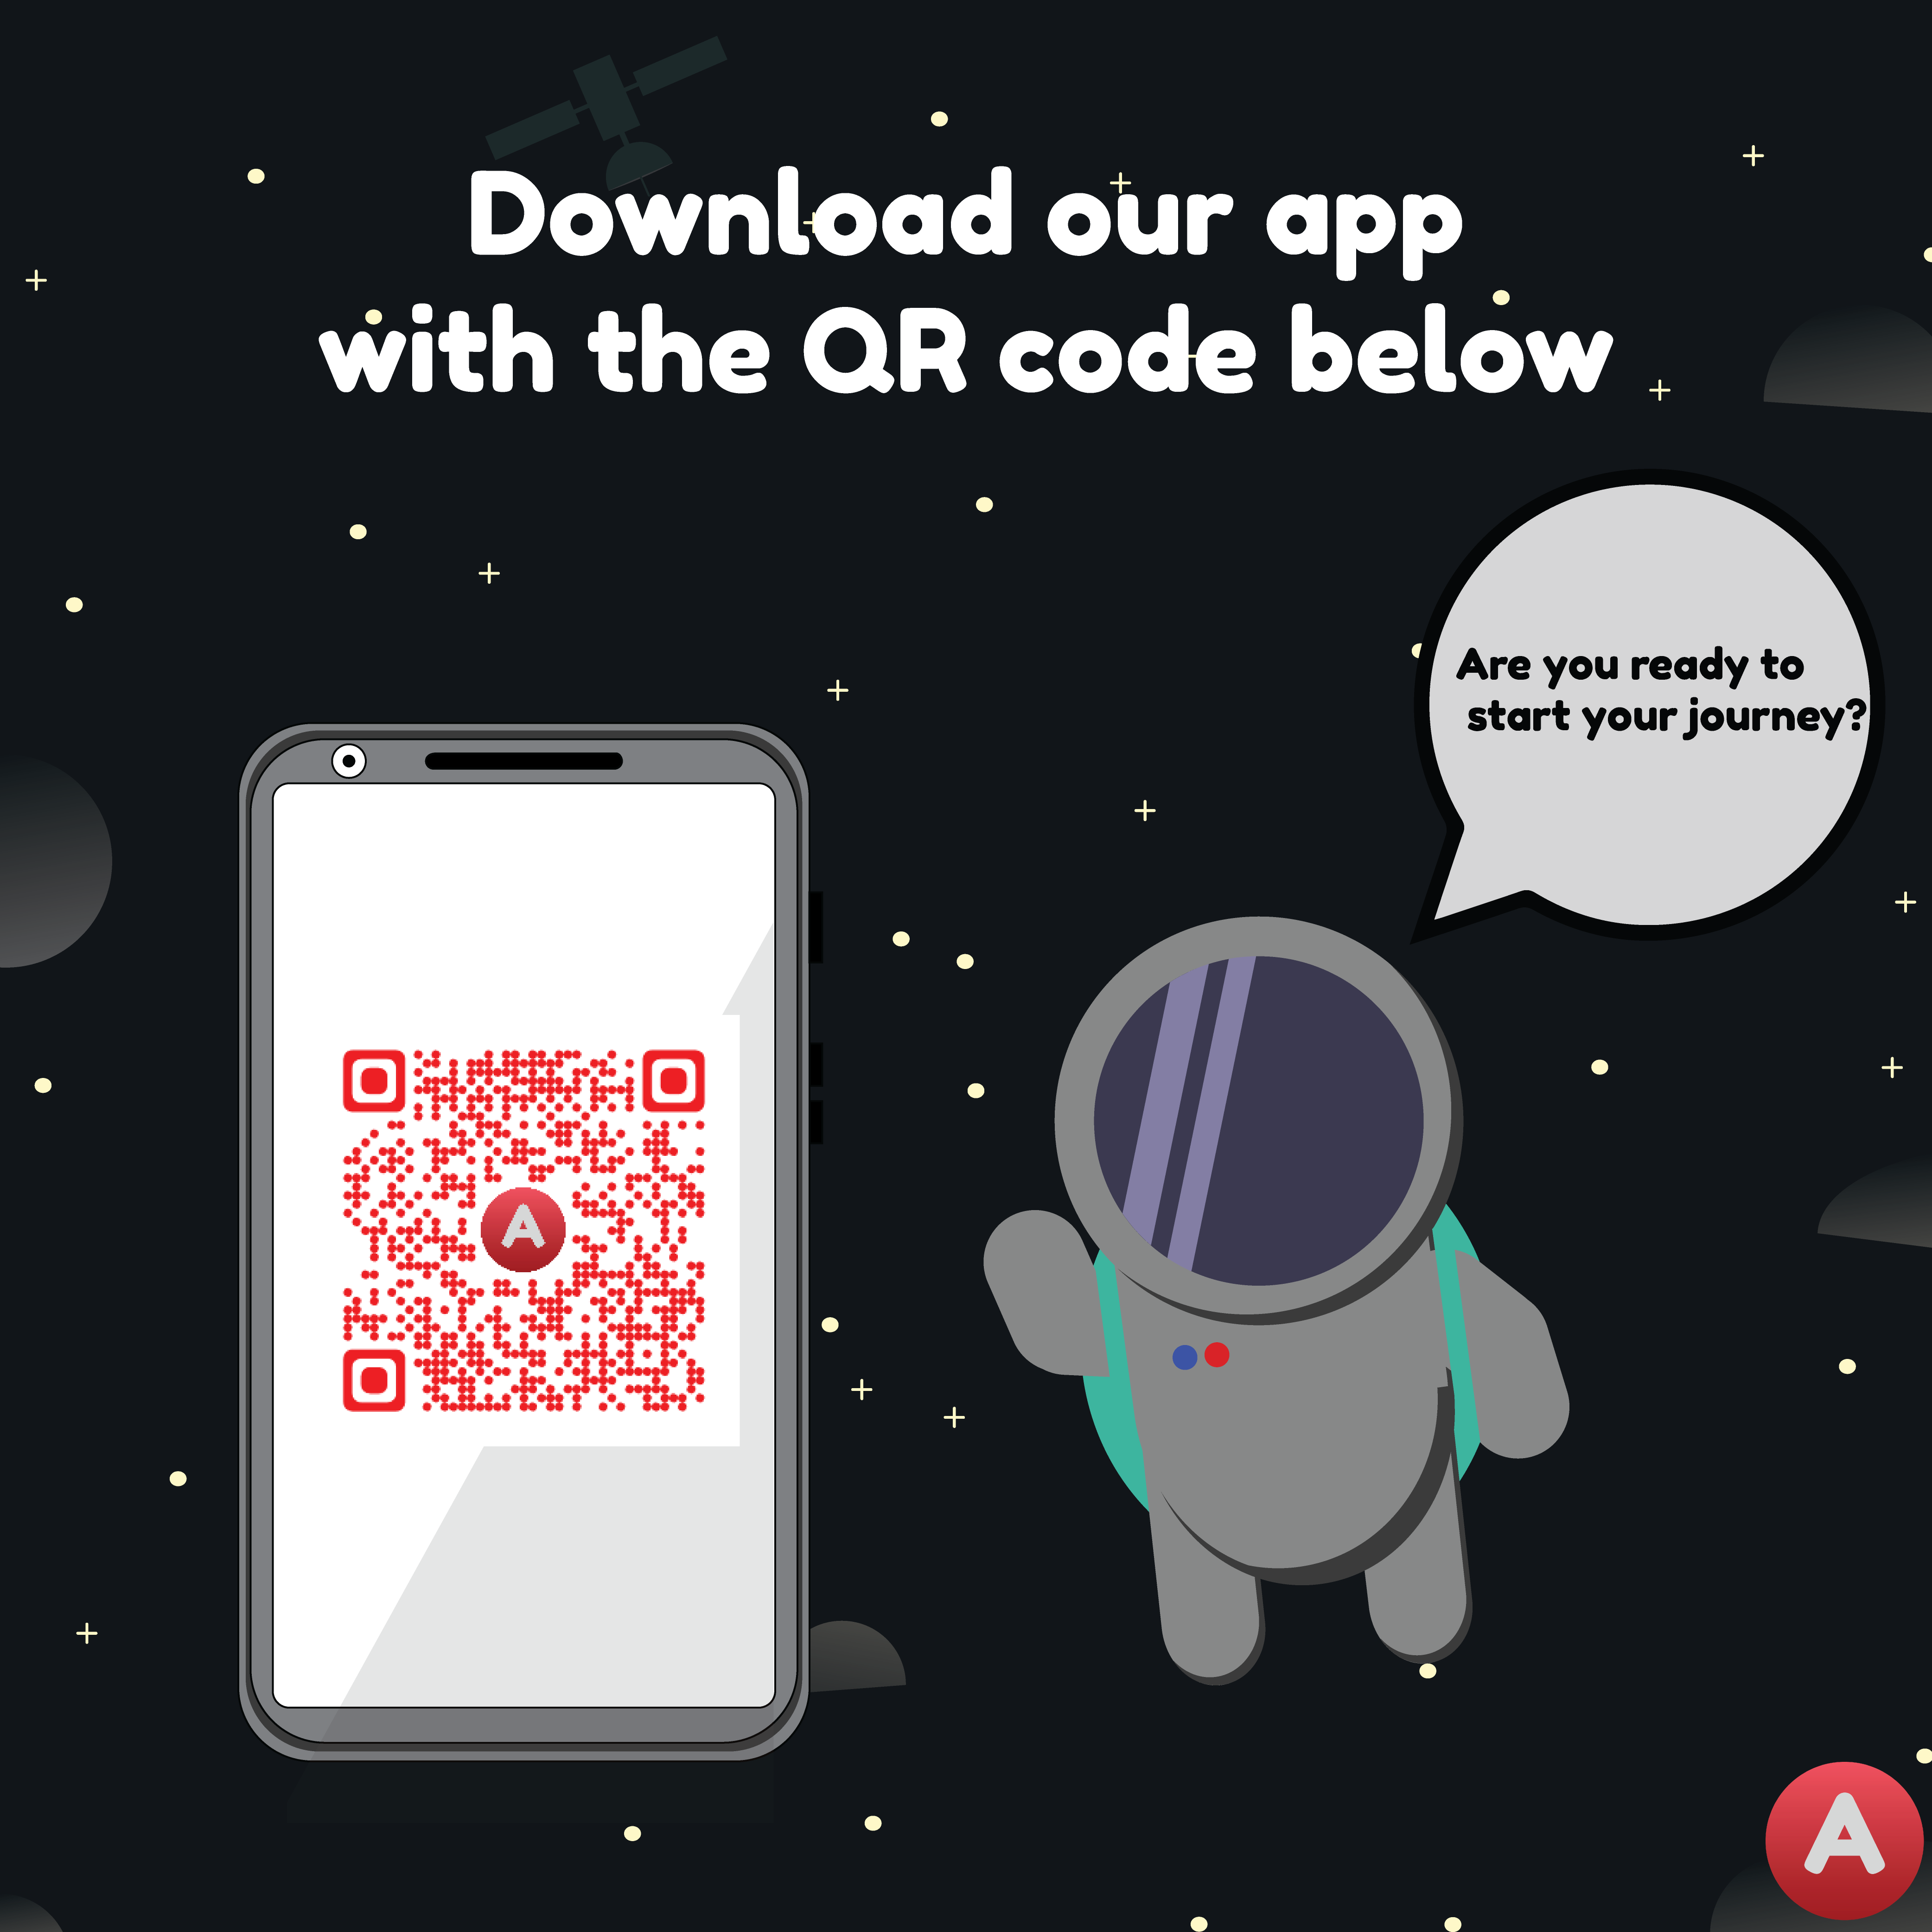 Download our app
with the QR code below
Are you ready to
start your journey?
A
A